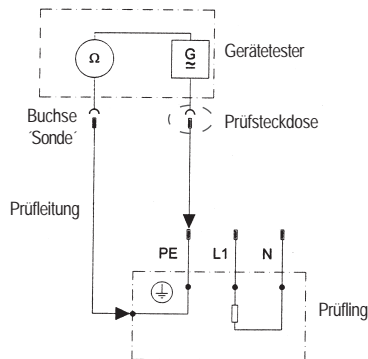 Ω
G
≂
Gerätetester
Buchse
´Sonde´
Prüfsteckdose
Prüfleitung
PE
L1
N
Prüfling